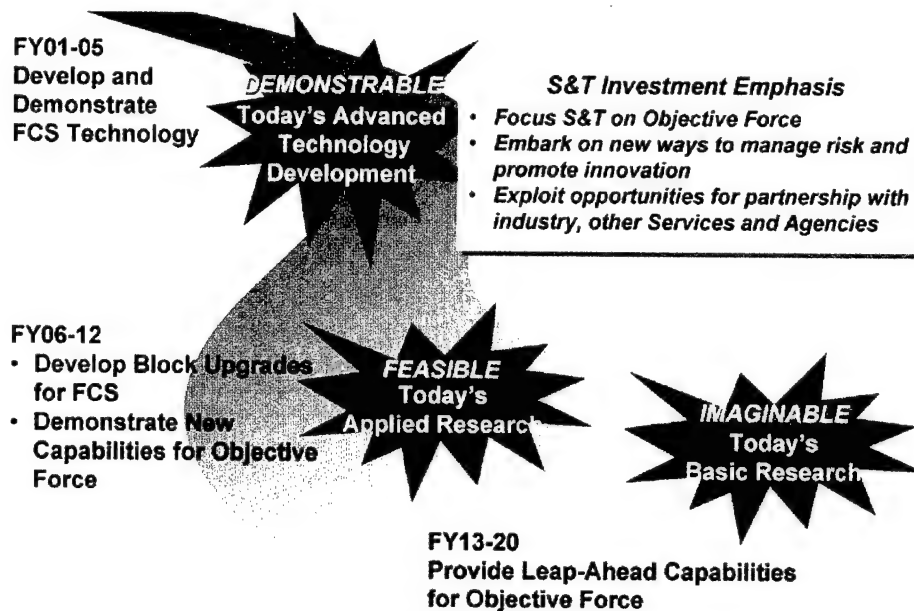 FY01-05
Develop and
Demonstrate
FCS Technology
DEMONSTRABLE
Today's Advanced
Technology
Development
S&T Investment Emphasis
• Focus S&T on Objective Force
• Embark on new ways to manage risk and
promote innovation
• Exploit opportunities for partnership with
industry, other Services and Agencies
FY06-12
• Develop Block Upgrades
for FCS
• Demonstrate New
Capabilities for Objective
Force
FEASIBLE
Today's
Applied Research
IMAGINABLE
Today's
Basic Research
FY13-20
Provide Leap-Ahead Capabilities
for Objective Force